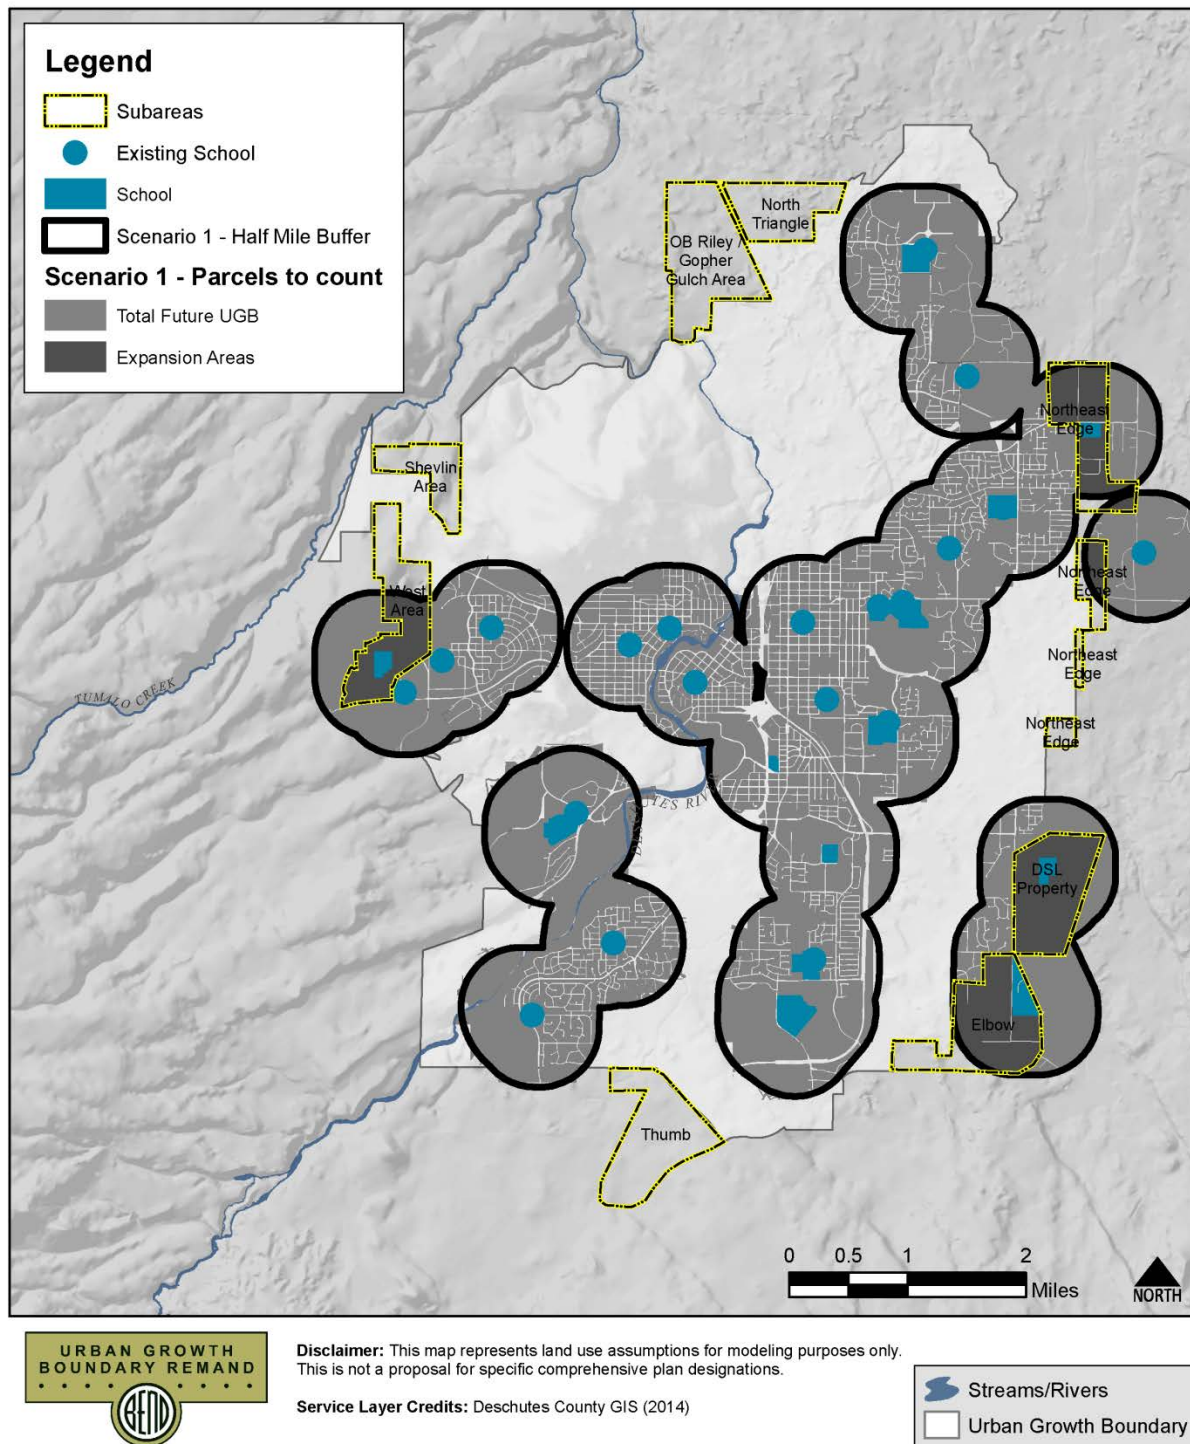 Legend
Subareas
Existing School
School
Scenario 1 - Half Mile Buffer
Scenario 1 - Parcels to count
Total Future UGB
Expansion Areas
North
Triangle
OB Riley /
Gopher
Gulch Area
Northeast
Edge
Shevlin
Area
Northeast
Edge
West
Area
Northeast
Edge
TUMALO CREEK
Northeast
Edge
DESCHUTES RIVER
DSL
Property
Elbow
Thumb
0 0.5 1 2
Miles
NORTH
URBAN GROWTH
BOUNDARY REMAND
BEND
Disclaimer: This map represents land use assumptions for modeling purposes only.
This is not a proposal for specific comprehensive plan designations.
Service Layer Credits: Deschutes County GIS (2014)
Streams/Rivers
Urban Growth Boundary